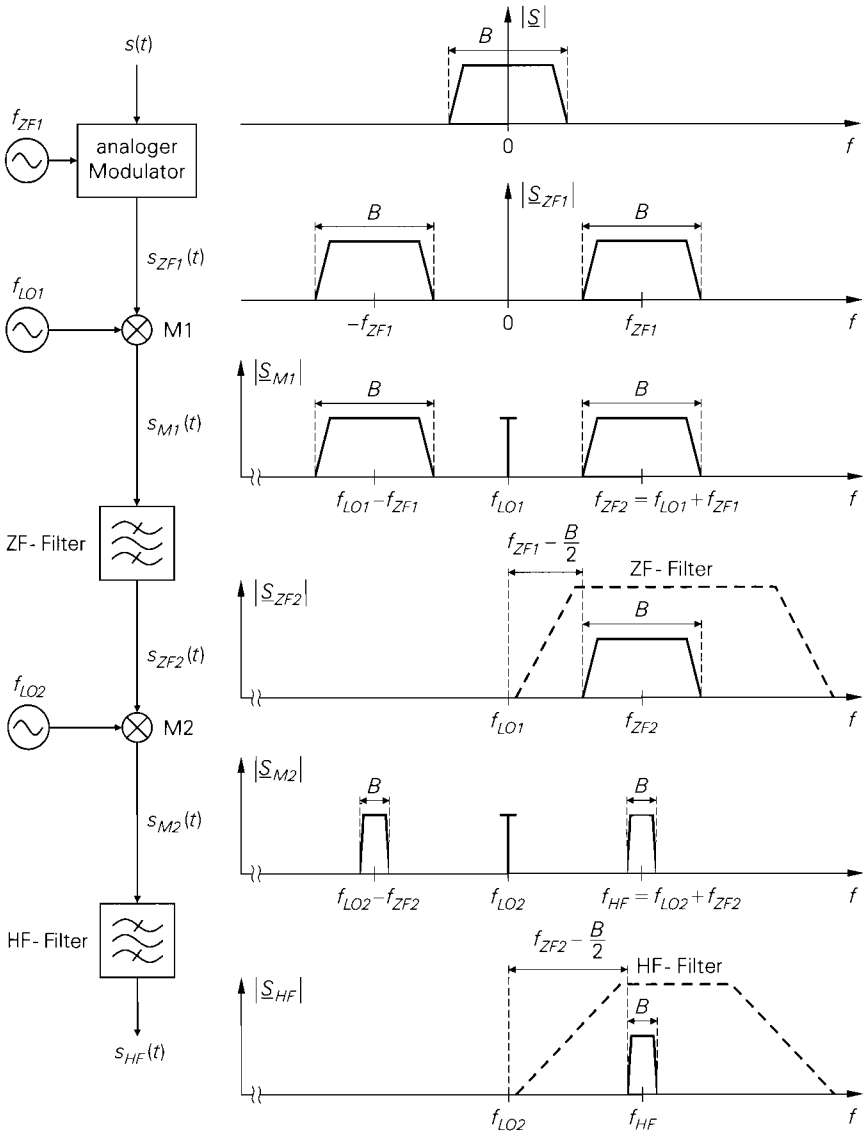 s(t)
f_ZF1
analoger
Modulator
s_ZF1(t)
f_LO1
M1
s_M1(t)
ZF-Filter
s_ZF2(t)
f_LO2
M2
s_M2(t)
HF-Filter
s_HF(t)
|S|
B
0
f
|S_ZF1|
B
B
−f_ZF1
0
f_ZF1
f
|S_M1|
B
B
f_LO1−f_ZF1
f_LO1
f_ZF2 = f_LO1 + f_ZF1
f
f_ZF1 − B/2
ZF-Filter
|S_ZF2|
B
f_LO1
f_ZF2
f
|S_M2|
B
B
f_LO2−f_ZF2
f_LO2
f_HF = f_LO2 + f_ZF2
f
f_ZF2 − B/2
HF-Filter
|S_HF|
B
f_LO2
f_HF
f